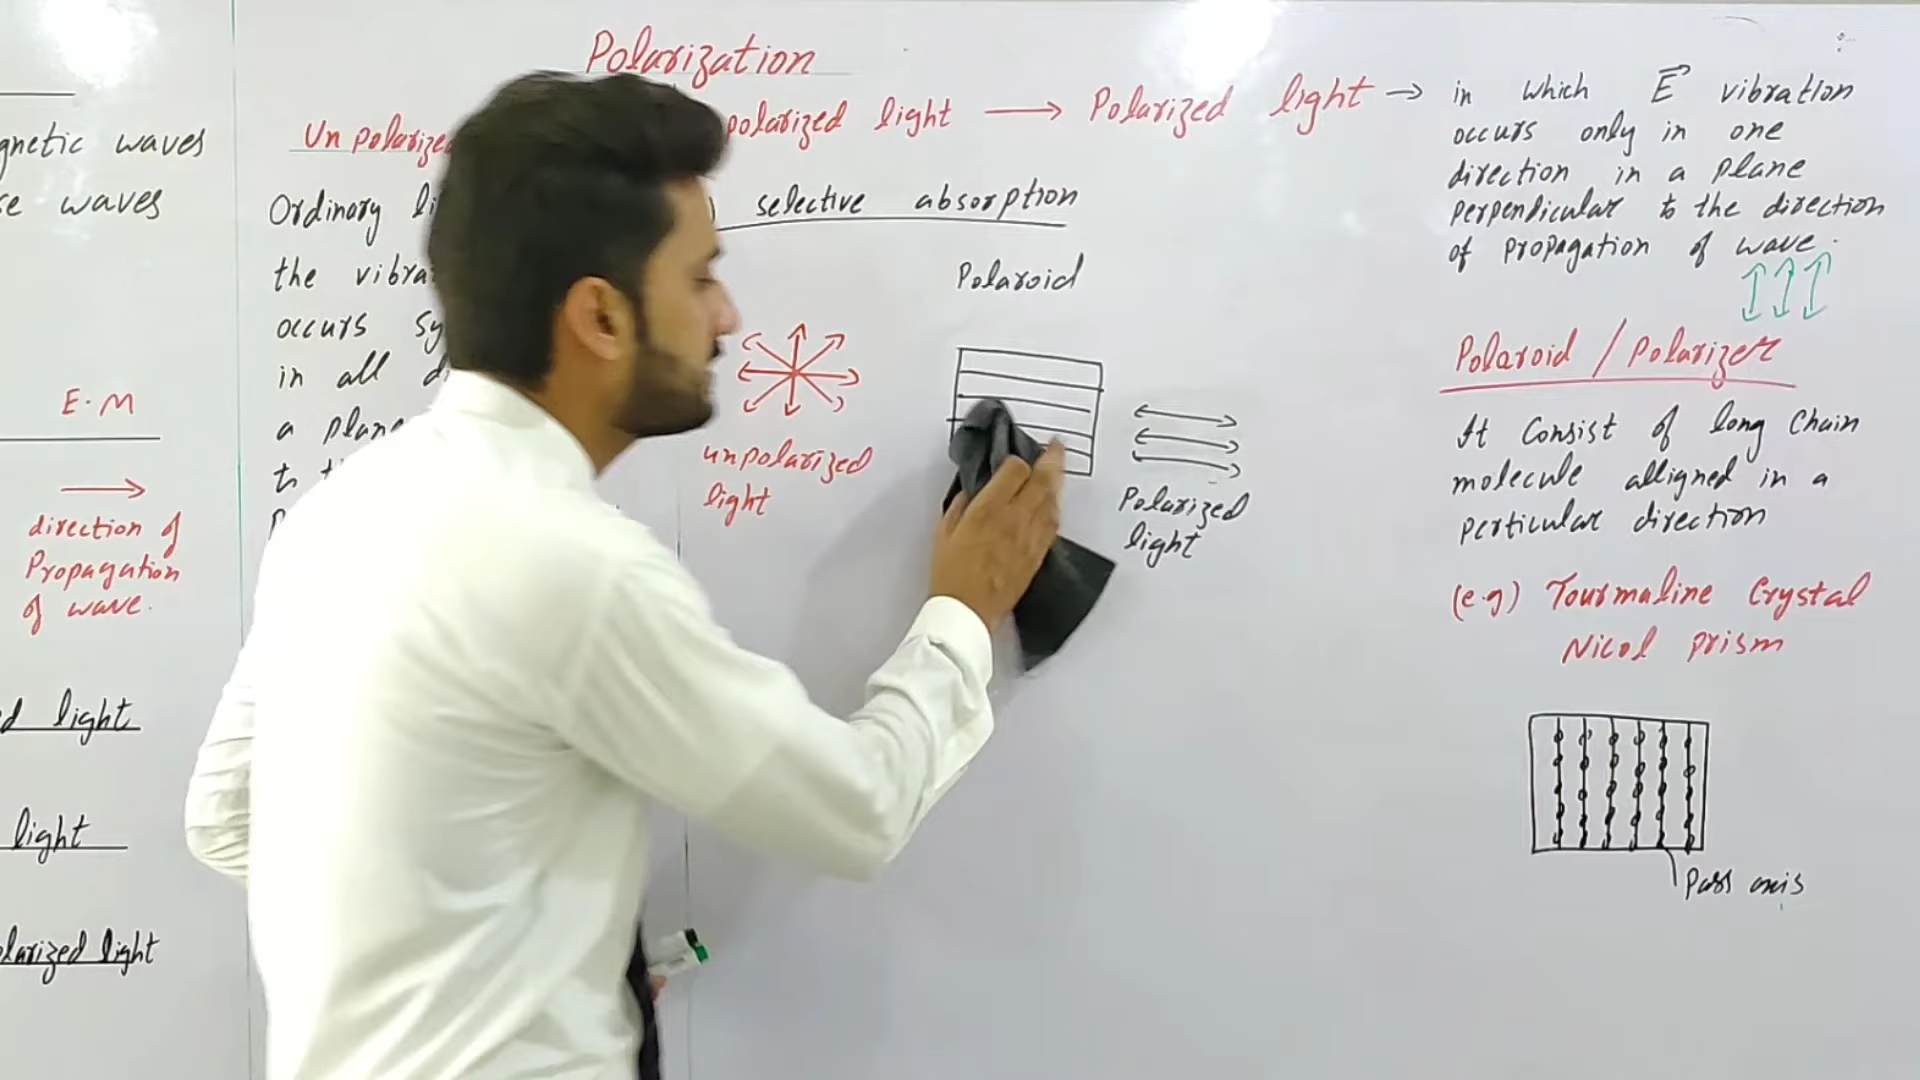 Polarization
gnetic waves
se waves
E.M
direction of
Propagation
of wave.
ed light
light
olarized light
Un polarized
Ordinary li
the vibra
occurs sy
in all d
a plane
to t
polarized light → Polarized light →
) selective absorption
Polaroid
unpolarized
light
Polarized
light
in which E⃗ vibration
occurs only in one
direction in a plane
perpendicular to the direction
of propagation of wave.
Polaroid / Polarizer
It Consist of long Chain
molecule alligned in a
perticular direction
(e.g) Tourmaline Crystal
Nicol prism
Pass axis